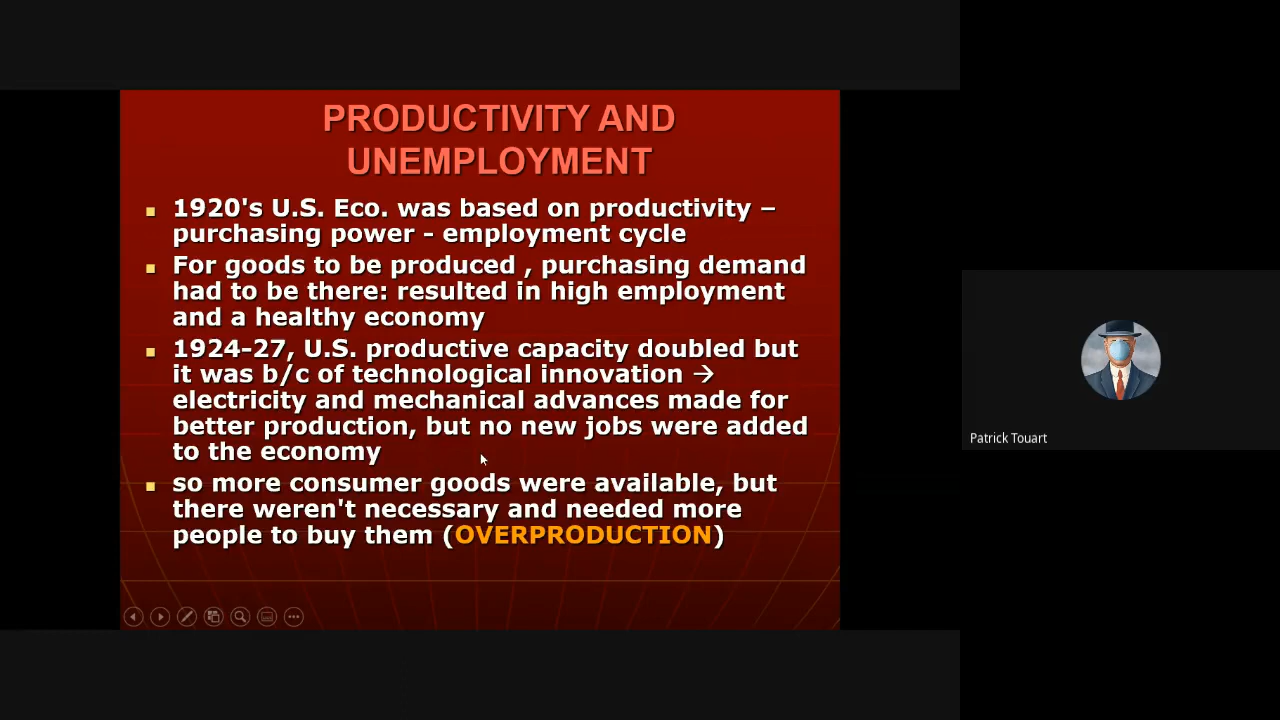 PRODUCTIVITY AND
UNEMPLOYMENT
1920's U.S. Eco. was based on productivity –
purchasing power - employment cycle
For goods to be produced , purchasing demand
had to be there: resulted in high employment
and a healthy economy
1924-27, U.S. productive capacity doubled but
it was b/c of technological innovation →
electricity and mechanical advances made for
better production, but no new jobs were added
to the economy
so more consumer goods were available, but
there weren't necessary and needed more
people to buy them (OVERPRODUCTION)
Patrick Touart